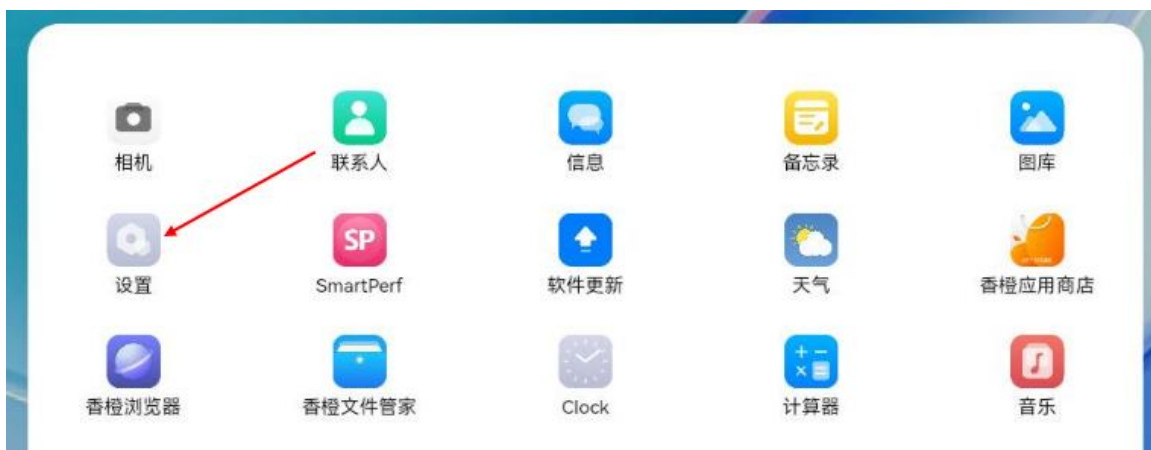 相机
联系人
信息
备忘录
图库
SP
设置
SmartPerf
软件更新
天气
香橙应用商店
香橙浏览器
香橙文件管家
Clock
计算器
音乐